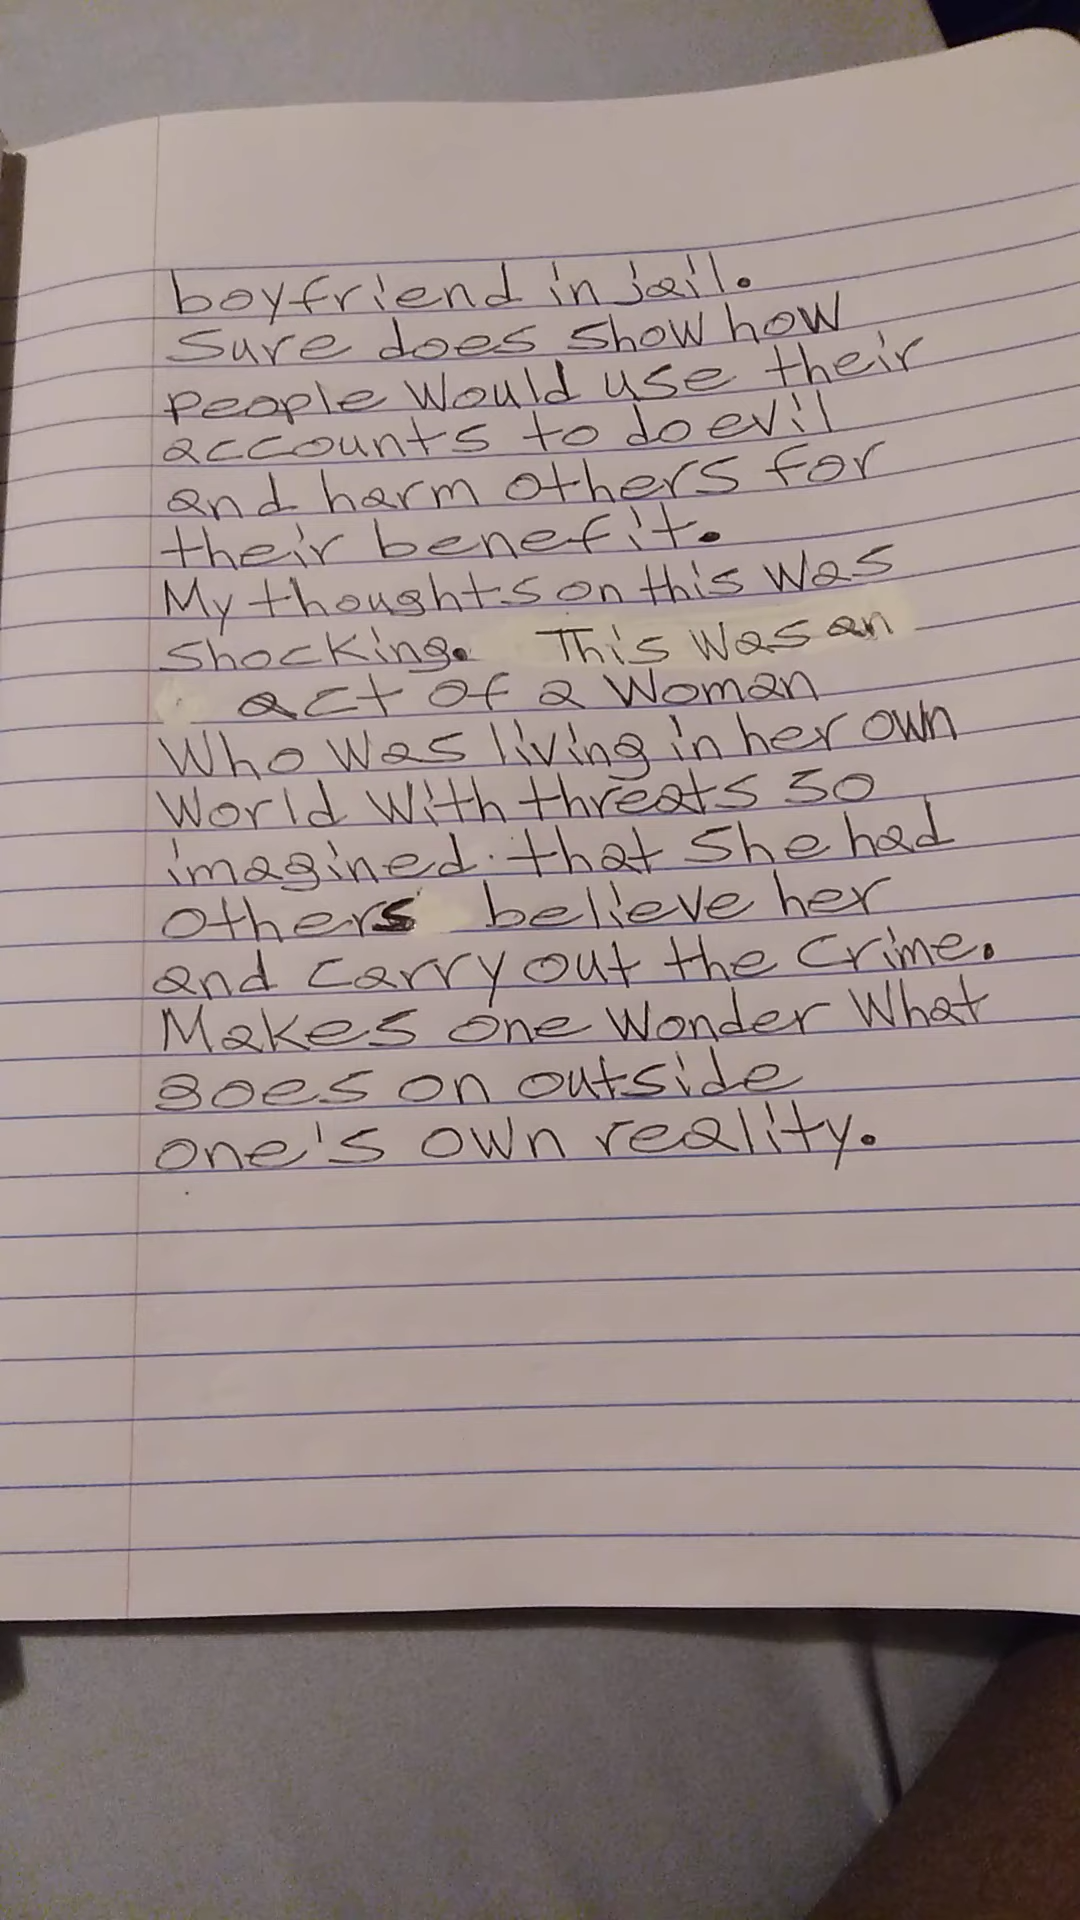 boyfriend in jail.
Sure does show how
people would use their
accounts to do evil
and harm others for
their benefit.
My thoughts on this was
shocking. This was an
act of a woman
Who was living in her own
World With threats so
imagined that she had
others believe her
and carry out the crime.
Makes one Wonder What
goes on outside
one's own reality.